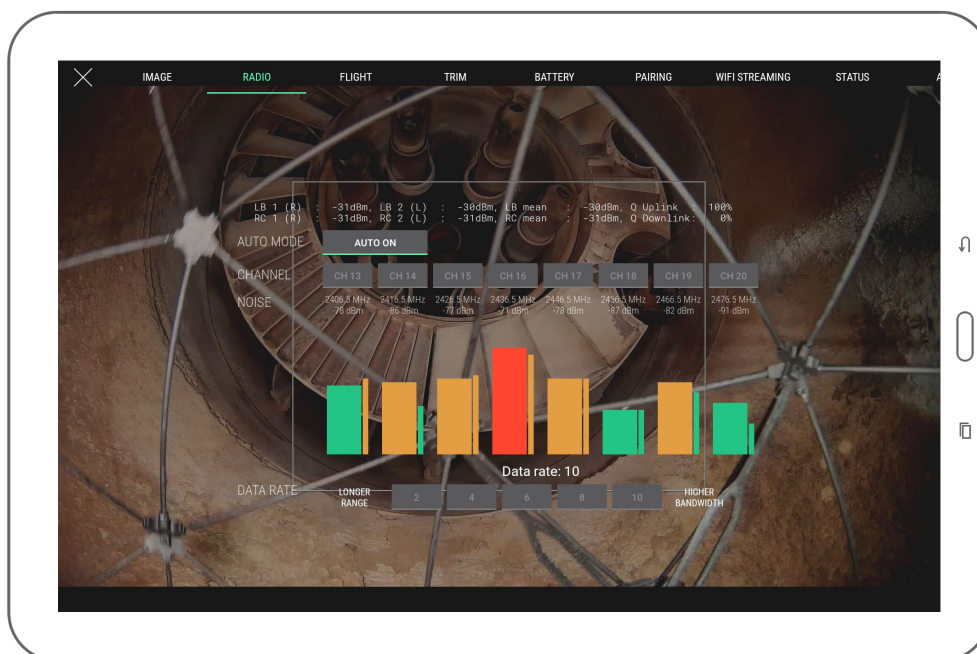 IMAGE RADIO FLIGHT TRIM BATTERY PAIRING WIFI STREAMING STATUS A
LB 1 (R) : -31dBm, LB 2 (L) : -30dBm, LB mean : -30dBm, Q Uplink : 100%
RC 1 (R) : -31dBm, RC 2 (L) : -31dBm, RC mean : -31dBm, Q Downlink: 0%
AUTO MODE AUTO ON
CHANNEL CH 13 CH 14 CH 15 CH 16 CH 17 CH 18 CH 19 CH 20
NOISE 2406.5 MHz 2416.5 MHz 2426.5 MHz 2436.5 MHz 2446.5 MHz 2456.5 MHz 2466.5 MHz 2476.5 MHz
-78 dBm -86 dBm -77 dBm -71 dBm -78 dBm -87 dBm -82 dBm -91 dBm
Data rate: 10
DATA RATE LONGER RANGE 2 4 6 8 10 HIGHER BANDWIDTH